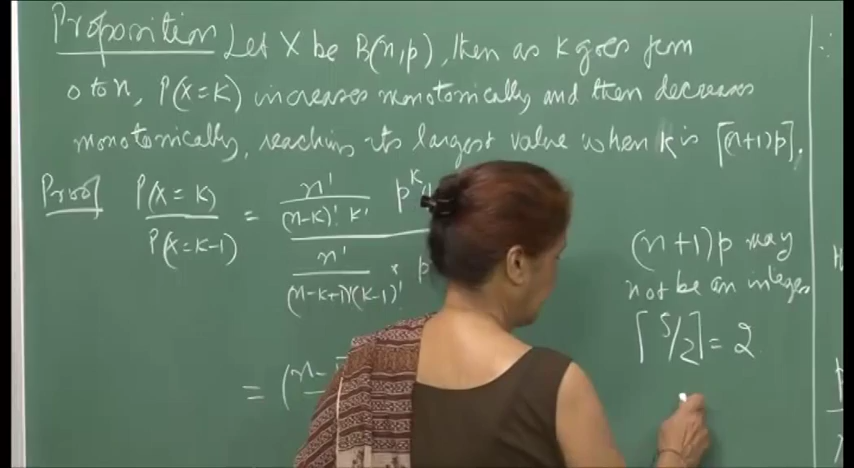 Proposition Let X be B(n,p), then as K goes from
0 to n, P(X=K) increases monotonically and then decreases
monotonically, reaching its largest value when k is [(n+1)p].
Proof P(X=K) / P(X=K-1) = n! / (n-K)! K! p^K
n! / (n-K+1)!(K-1)! p
= (n-
(n+1)p may
not be an integer
[5/2] = 2